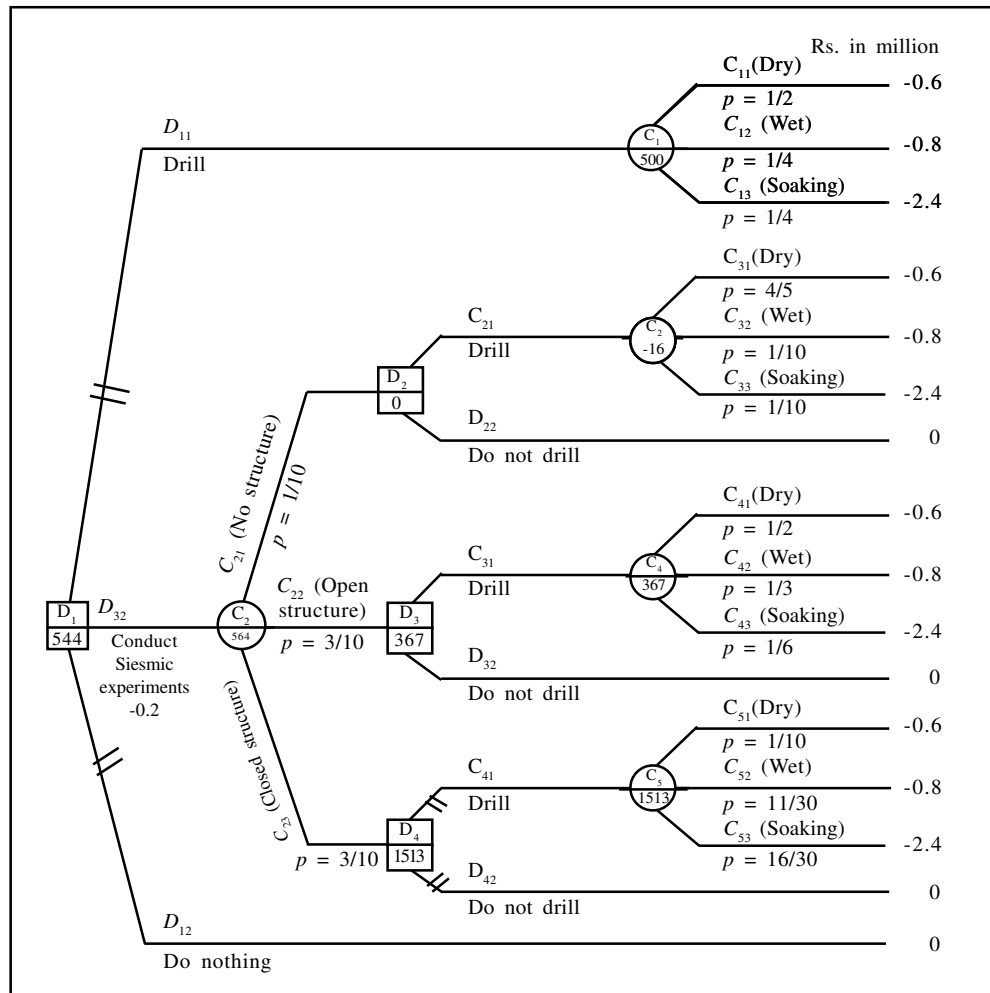 Rs. in million
C₁₁(Dry)
-0.6
p = 1/2
C₁₂ (Wet)
D₁₁
Drill
C₁
500
-0.8
p = 1/4
C₁₃ (Soaking)
-2.4
p = 1/4
C₃₁(Dry)
-0.6
p = 4/5
C₃₂ (Wet)
C₂₁
Drill
C₂
-16
-0.8
p = 1/10
C₃₃ (Soaking)
-2.4
p = 1/10
D₂
0
D₂₂
Do not drill
0
C₂₁ (No structure)
p = 1/10
C₄₁(Dry)
-0.6
p = 1/2
C₄₂ (Wet)
C₃₁
Drill
C₄
367
-0.8
p = 1/3
C₄₃ (Soaking)
-2.4
p = 1/6
D₁
544
D₃₂
Conduct
Siesmic
experiments
-0.2
C₂
564
C₂₂ (Open
structure)
p = 3/10
D₃
367
D₃₂
Do not drill
0
C₂₃ (Closed structure)
p = 3/10
C₅₁(Dry)
-0.6
p = 1/10
C₅₂ (Wet)
C₄₁
Drill
C₅
1513
-0.8
p = 11/30
C₅₃ (Soaking)
-2.4
p = 16/30
D₄
1513
D₄₂
Do not drill
0
D₁₂
Do nothing
0